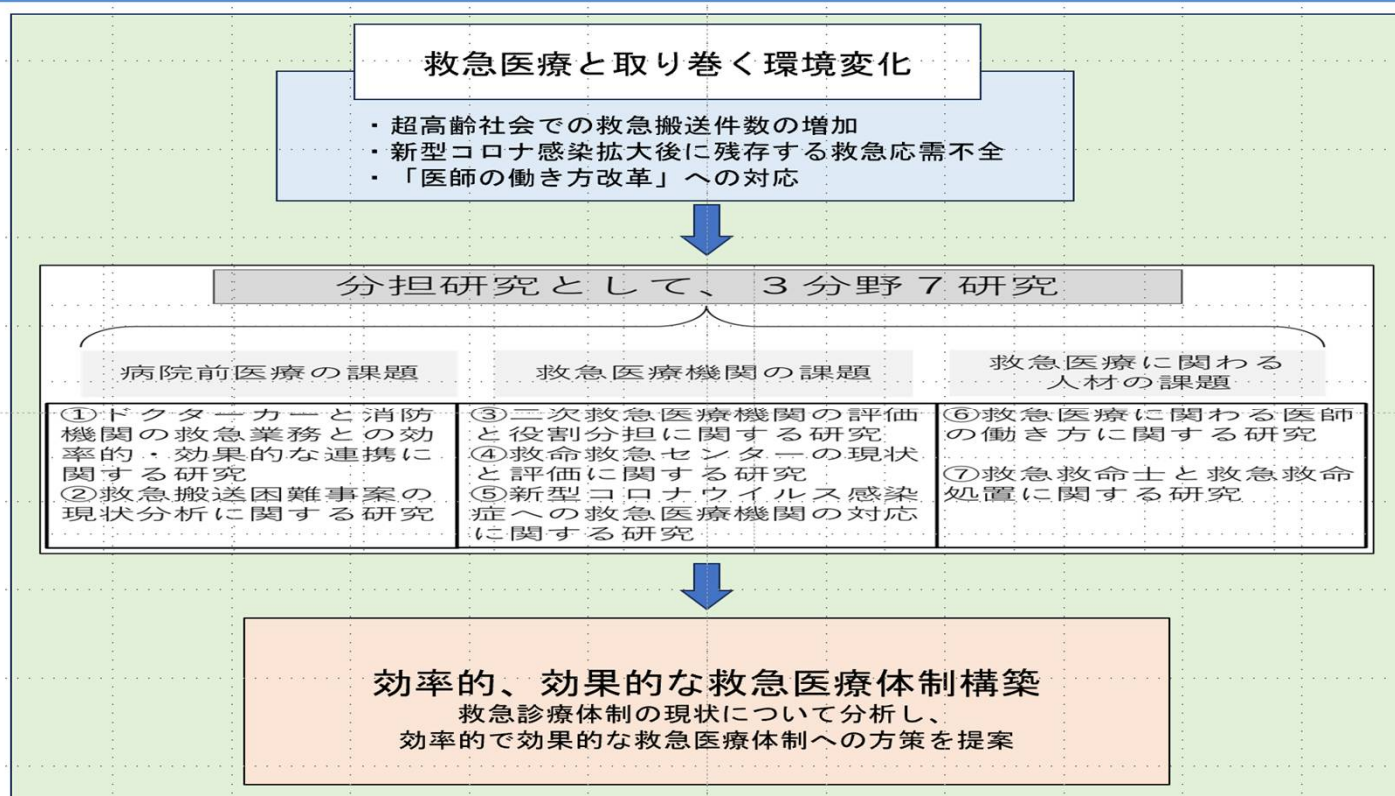 救急医療と取り巻く環境変化
・超高齢社会での救急搬送件数の増加
・新型コロナ感染拡大後に残存する救急応需不全
・「医師の働き方改革」への対応
分担研究として、３分野７研究
病院前医療の課題
①ドクターカーと消防
機関の救急業務との効
率的・効果的な連携に
関する研究
②救急搬送困難事案の
現状分析に関する研究
救急医療機関の課題
③二次救急医療機関の評価
と役割分担に関する研究
④救命救急センターの現状
と評価に関する研究
⑤新型コロナウイルス感染
症への救急医療機関の対応
に関する研究
救急医療に関わる
人材の課題
⑥救急医療に関わる医師
の働き方に関する研究
⑦救急救命士と救急救命
処置に関する研究
効率的、効果的な救急医療体制構築
救急診療体制の現状について分析し、
効率的で効果的な救急医療体制への方策を提案